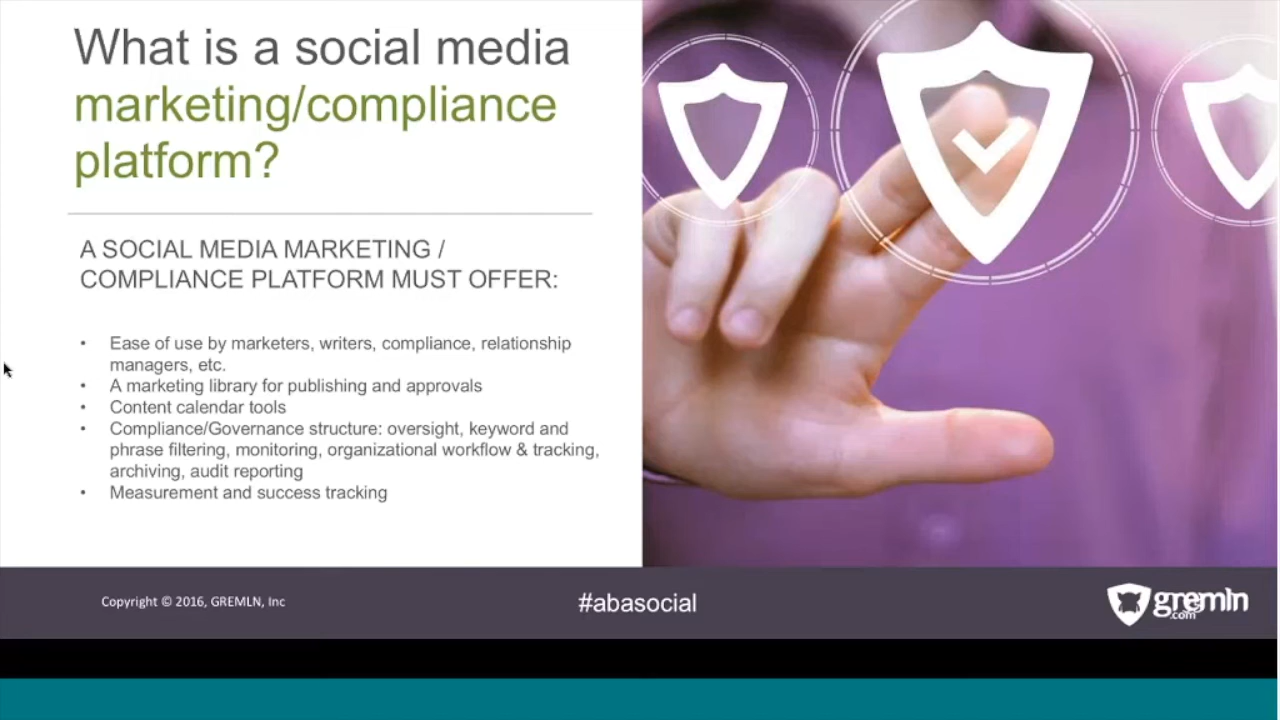 What is a social media
marketing/compliance
platform?
A SOCIAL MEDIA MARKETING /
COMPLIANCE PLATFORM MUST OFFER:
• Ease of use by marketers, writers, compliance, relationship
managers, etc.
• A marketing library for publishing and approvals
• Content calendar tools
• Compliance/Governance structure: oversight, keyword and
phrase filtering, monitoring, organizational workflow & tracking,
archiving, audit reporting
• Measurement and success tracking
Copyright © 2016, GREMLN, Inc
#abasocial
gremln
.com